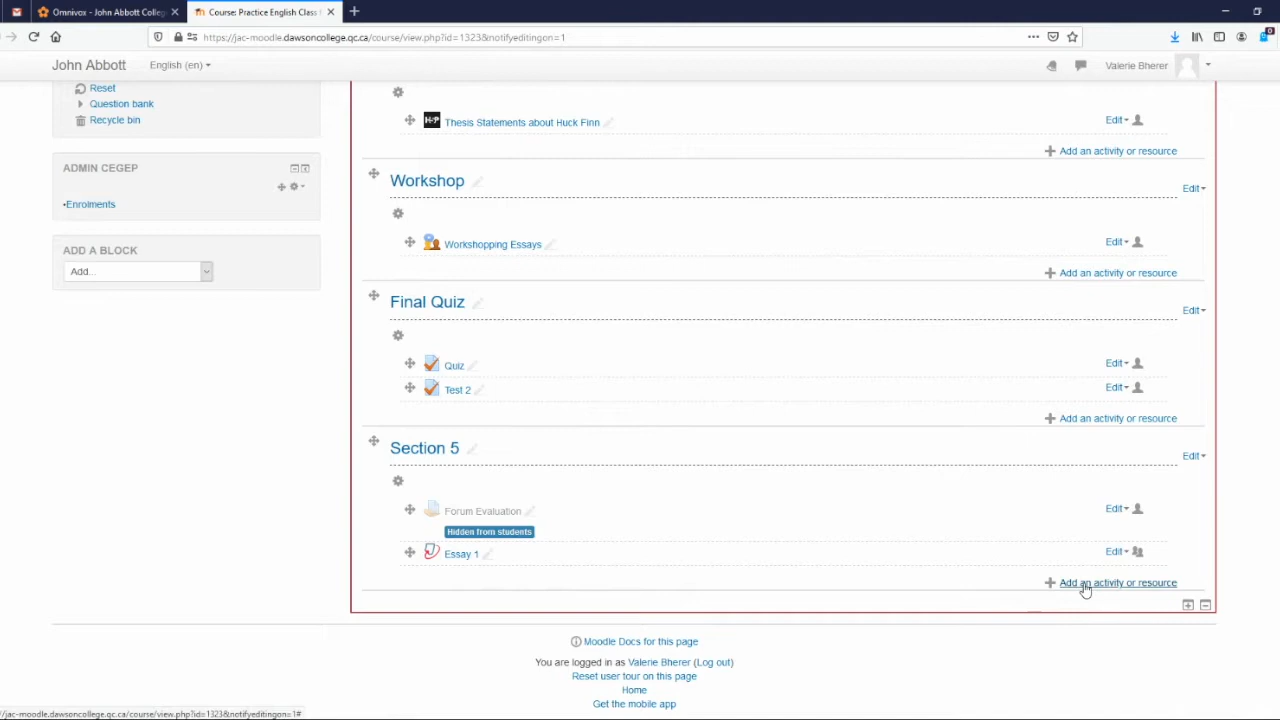 Omnivox - John Abbott Colleg
Course: Practice English Class
https://jac-moodle.dawsoncollege.qc.ca/course/view.php?id=1323&notifyeditingon=1
John Abbott
English (en)
Valerie Bherer
Reset
Question bank
Recycle bin
ADMIN CEGEP
Enrolments
ADD A BLOCK
Add...
H-P
Thesis Statements about Huck Finn
Edit
Add an activity or resource
Workshop
Edit
Workshopping Essays
Edit
Add an activity or resource
Final Quiz
Edit
Quiz
Edit
Test 2
Edit
Add an activity or resource
Section 5
Edit
Forum Evaluation
Edit
Hidden from students
Essay 1
Edit
Add an activity or resource
Moodle Docs for this page
You are logged in as Valerie Bherer (Log out)
Reset user tour on this page
Home
Get the mobile app
//jac-moodle.dawsoncollege.qc.ca/course/view.php?id=1323&notifyeditingon=1#